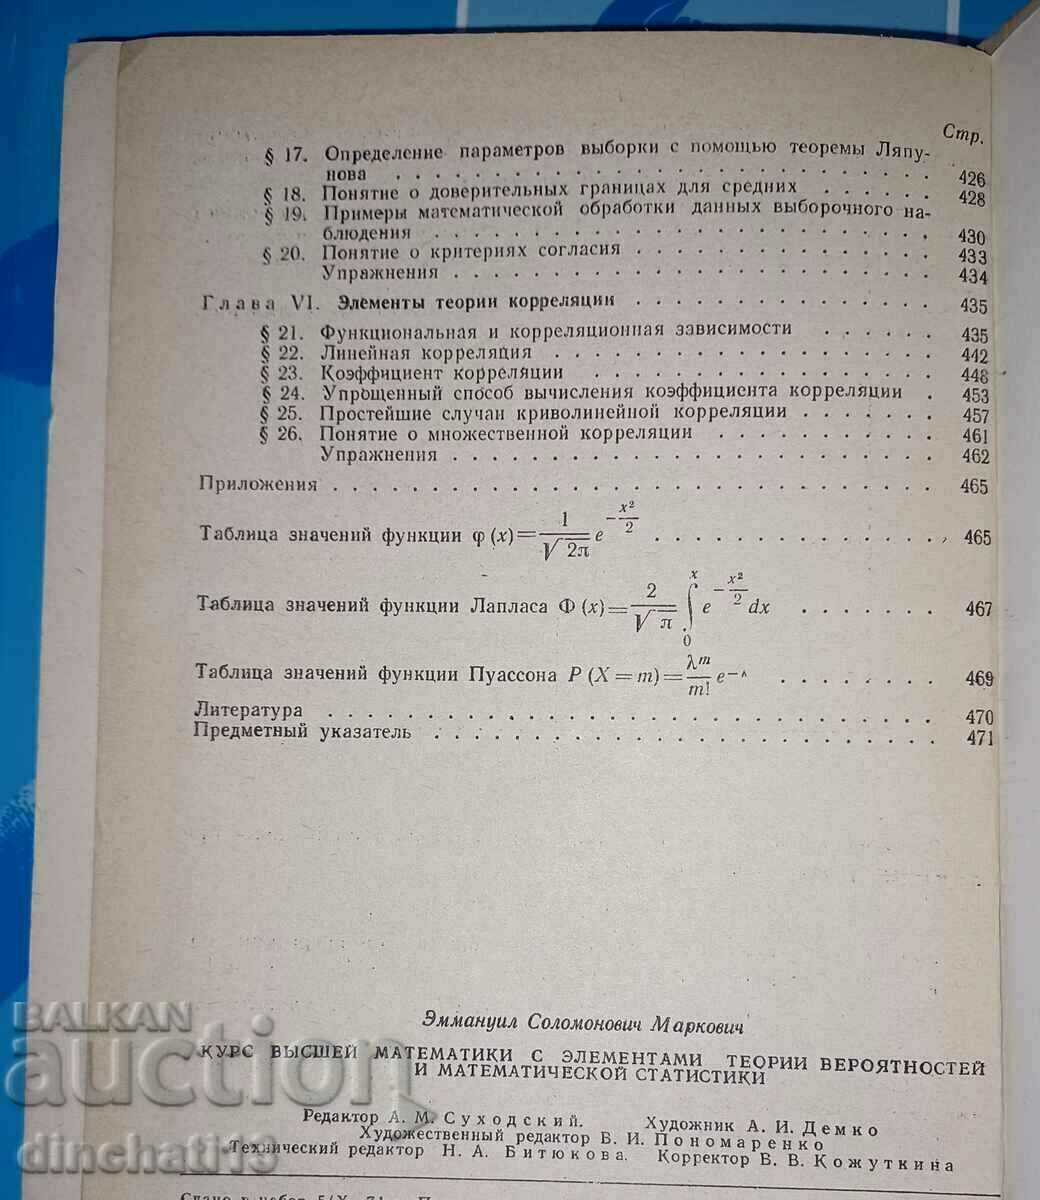 Стр.
§ 17. Определение параметров выборки с помощью теоремы Ляпу-
нова . . . . . . . . . . . . . . . . . . . . . 426
§ 18. Понятие о доверительных границах для средних . . . . . . 428
§ 19. Примеры математической обработки данных выборочного на-
блюдения . . . . . . . . . . . . . . . . . . . 430
§ 20. Понятие о критериях согласия . . . . . . . . . . . . 433
Упражнения . . . . . . . . . . . . . . . . . . 434
Глава VI. Элементы теории корреляции . . . . . . . . . . . . 435
§ 21. Функциональная и корреляционная зависимости . . . . . . 435
§ 22. Линейная корреляция . . . . . . . . . . . . . . . 442
§ 23. Коэффициент корреляции . . . . . . . . . . . . . 448
§ 24. Упрощенный способ вычисления коэффициента корреляции . 453
§ 25. Простейшие случаи криволинейной корреляции . . . . . . . 457
§ 26. Понятие о множественной корреляции . . . . . . . . . 461
Упражнения . . . . . . . . . . . . . . . . . . 462
Приложения . . . . . . . . . . . . . . . . . . . . . . . 465
Таблица значений функции φ (x) = 1/√2π e^(−x²/2) . . . . . . . . . . . 465
Таблица значений функции Лапласа Ф (x) = 2/√π ∫₀ˣ e^(−x²/2) dx . . . . . . . 467
Таблица значений функции Пуассона P (X = m) = λᵐ/m! e^(−λ) . . . . . . . . 469
Литература . . . . . . . . . . . . . . . . . . . . . . . 470
Предметный указатель . . . . . . . . . . . . . . . . . . . 471
Эммануил Соломонович Маркович
КУРС ВЫСШЕЙ МАТЕМАТИКИ С ЭЛЕМЕНТАМИ ТЕОРИИ ВЕРОЯТНОСТЕЙ
И МАТЕМАТИЧЕСКОЙ СТАТИСТИКИ
Редактор А. М. Суходский. Художник А. И. Демко
Художественный редактор В. И. Пономаренко
Технический редактор Н. А. Битюкова. Корректор В. В. Кожуткина
BALKAN
auction
dinchati13